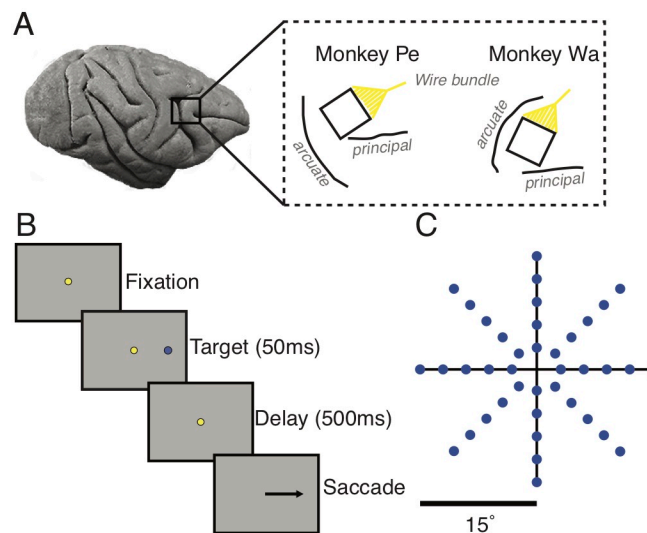 A
Monkey Pe
Monkey Wa
Wire bundle
arcuate
principal
arcuate
principal
B
Fixation
Target (50ms)
Delay (500ms)
Saccade
C
15°